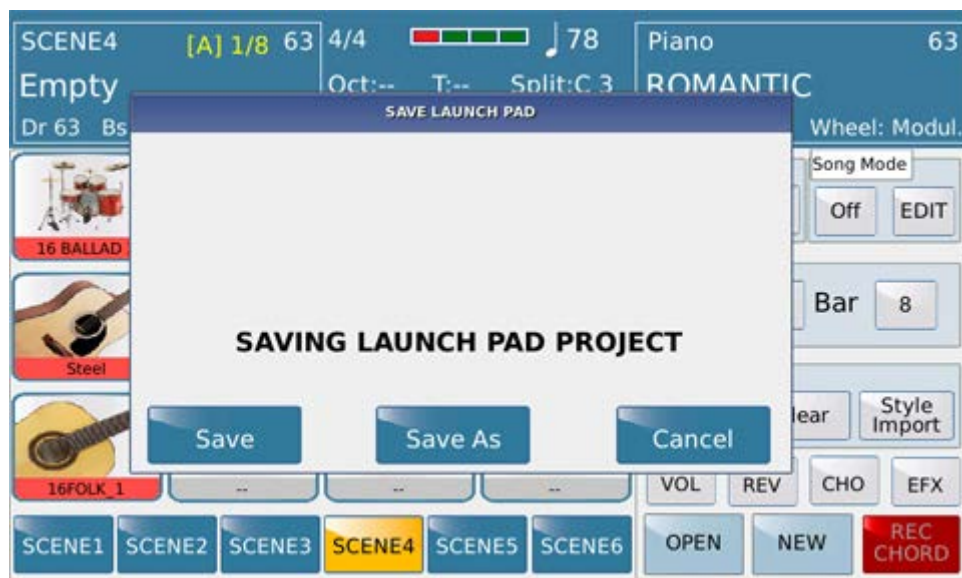 SCENE4 [A] 1/8 63 4/4 78 Piano 63
Empty Oct:-- T:-- Split:C 3 ROMANTIC
Dr 63 Bs Wheel: Modul.
SAVE LAUNCH PAD
Song Mode
Off EDIT
16 BALLAD
Bar 8
SAVING LAUNCH PAD PROJECT
Steel
Save Save As Cancel
lear Style Import
16FOLK_1 -- -- -- VOL REV CHO EFX
SCENE1 SCENE2 SCENE3 SCENE4 SCENE5 SCENE6 OPEN NEW REC CHORD